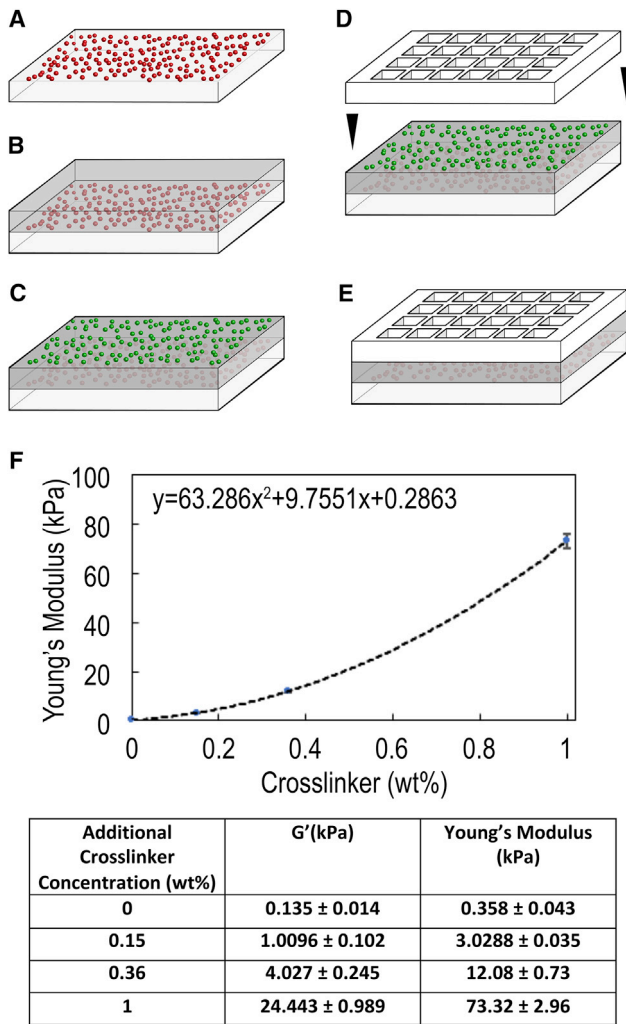 A
D
B
C
E
F
y=63.286x²+9.7551x+0.2863
Young's Modulus (kPa)
100
80
60
40
20
0
0 0.2 0.4 0.6 0.8 1
Crosslinker (wt%)
Additional Crosslinker Concentration (wt%) G'(kPa) Young's Modulus (kPa)
0 0.135 ± 0.014 0.358 ± 0.043
0.15 1.0096 ± 0.102 3.0288 ± 0.035
0.36 4.027 ± 0.245 12.08 ± 0.73
1 24.443 ± 0.989 73.32 ± 2.96